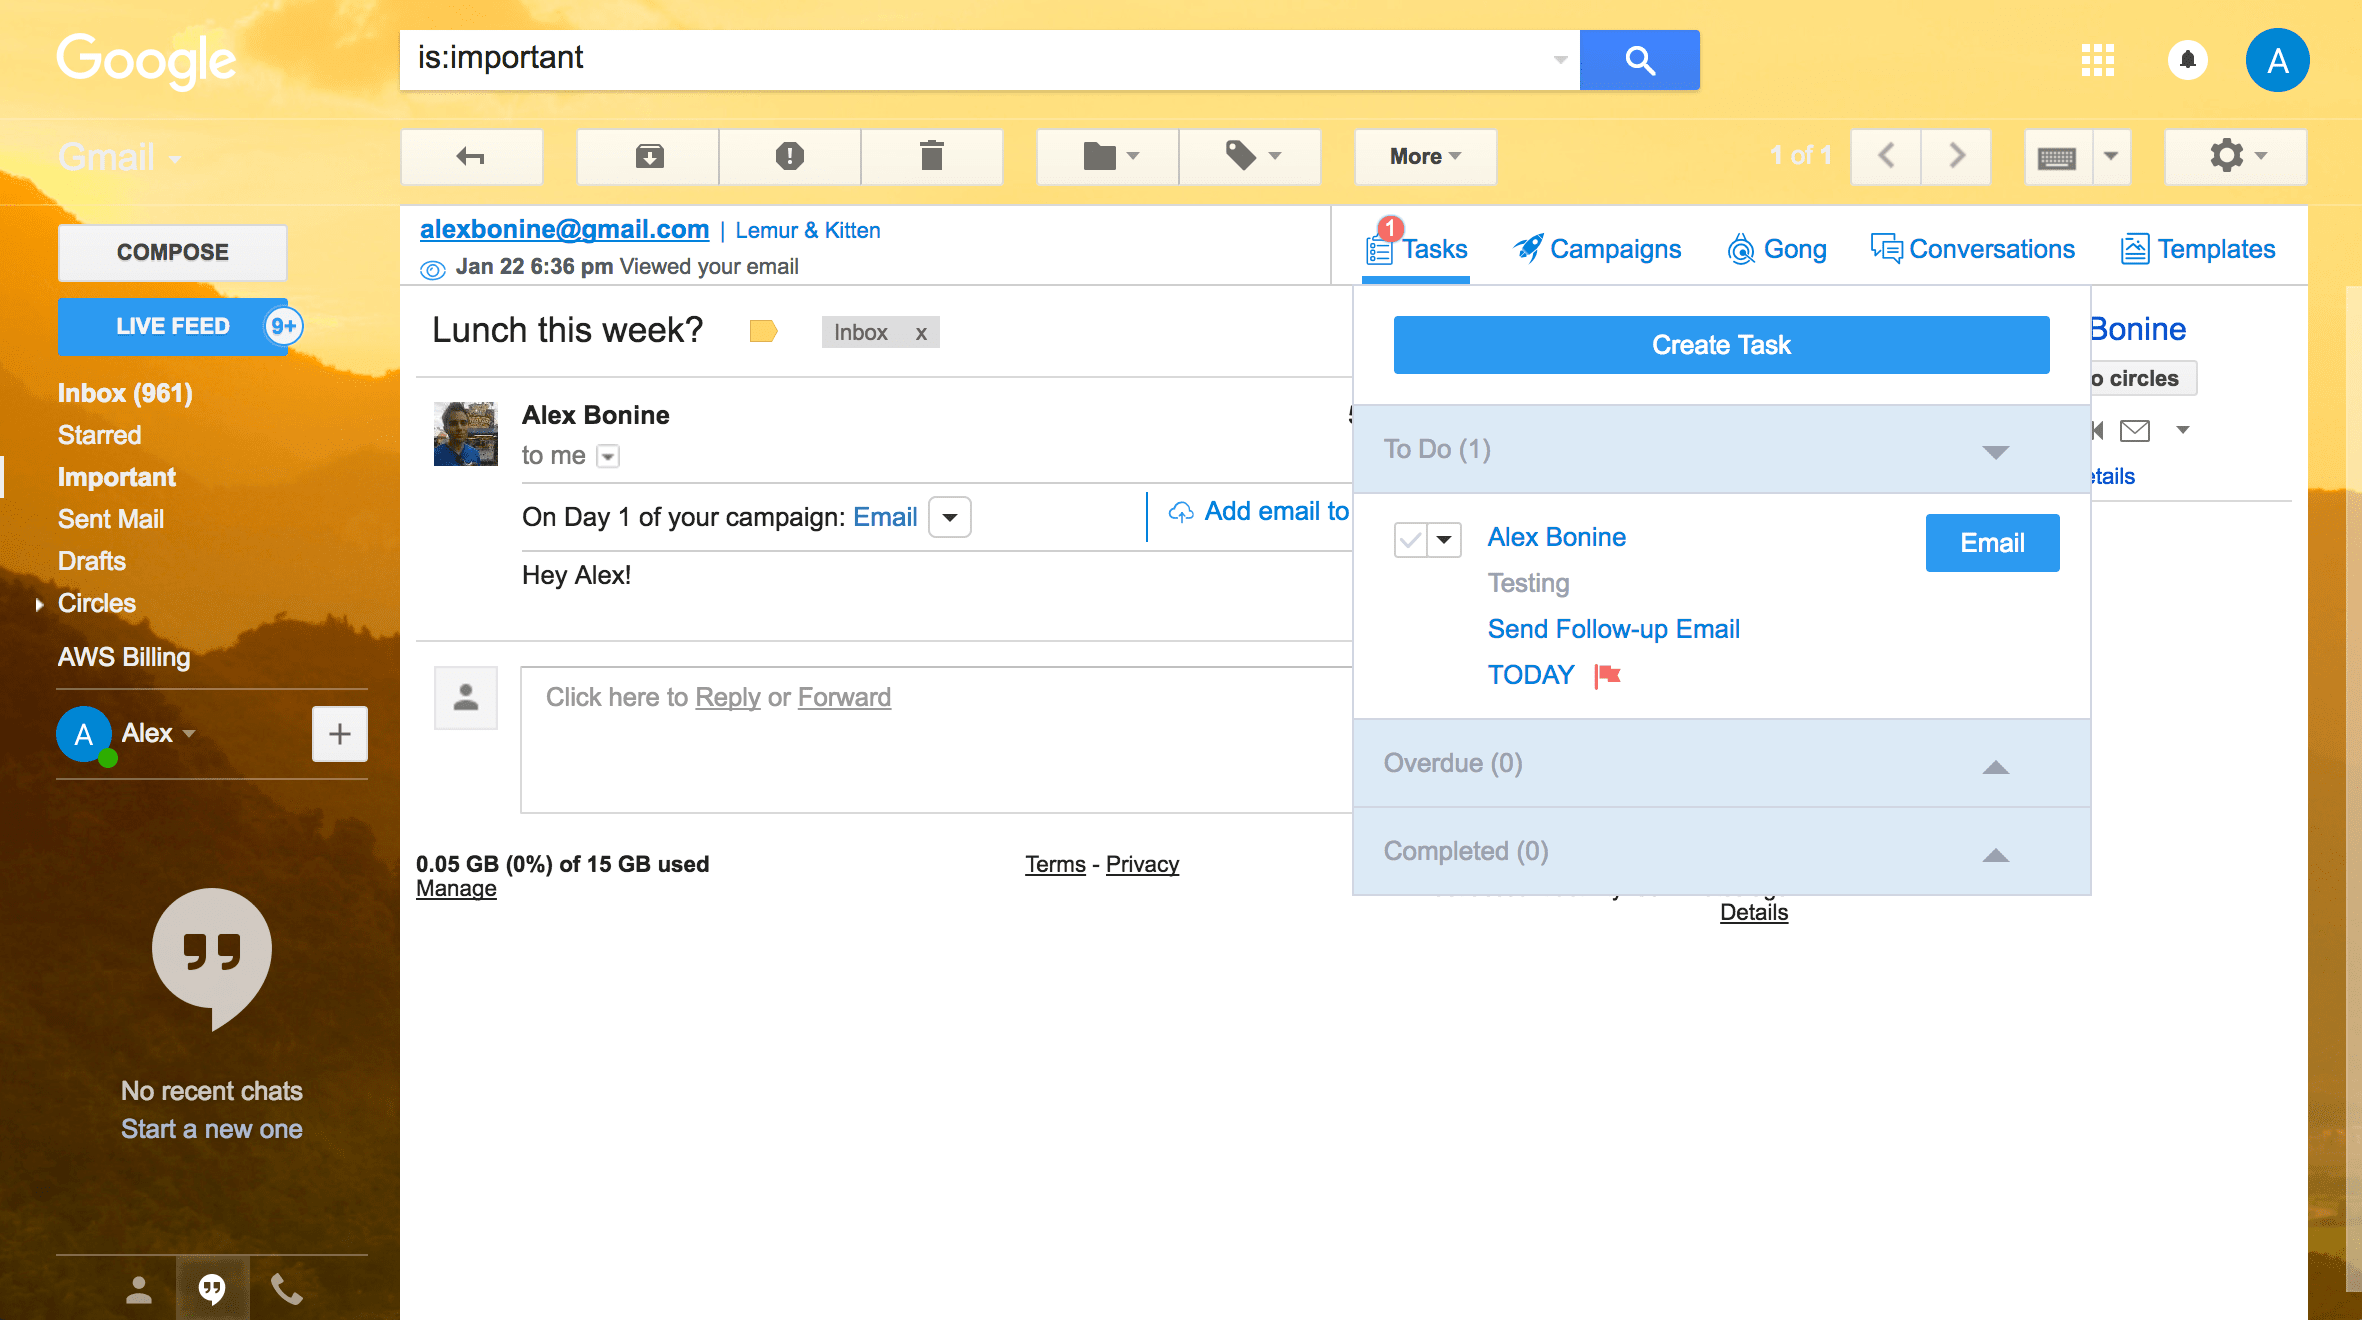 Google
is:important
A
Gmail
More
1 of 1
COMPOSE
LIVE FEED 9+
Inbox (961)
Starred
Important
Sent Mail
Drafts
Circles
AWS Billing
A Alex
No recent chats
Start a new one
alexbonine@gmail.com | Lemur & Kitten
Jan 22 6:36 pm Viewed your email
1
Tasks
Campaigns
Gong
Conversations
Templates
Lunch this week?
Inbox x
Alex Bonine
to me
On Day 1 of your campaign: Email
Add email to
Hey Alex!
Click here to Reply or Forward
0.05 GB (0%) of 15 GB used
Manage
Terms - Privacy
Details
Create Task
To Do (1)
Alex Bonine
Email
Testing
Send Follow-up Email
TODAY
Overdue (0)
Completed (0)
Bonine
o circles
etails